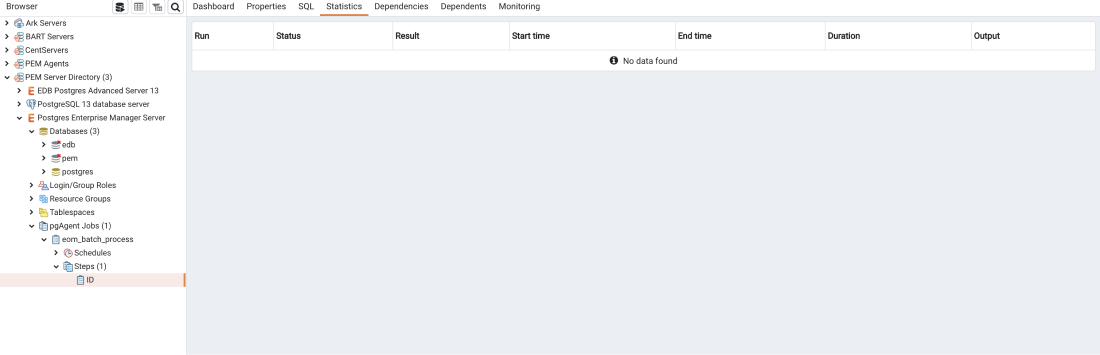 Browser
Dashboard Properties SQL Statistics Dependencies Dependents Monitoring
Ark Servers
BART Servers
CentServers
PEM Agents
PEM Server Directory (3)
EDB Postgres Advanced Server 13
PostgreSQL 13 database server
Postgres Enterprise Manager Server
Databases (3)
edb
pem
postgres
Login/Group Roles
Resource Groups
Tablespaces
pgAgent Jobs (1)
eom_batch_process
Schedules
Steps (1)
ID
Run Status Result Start time End time Duration Output
No data found